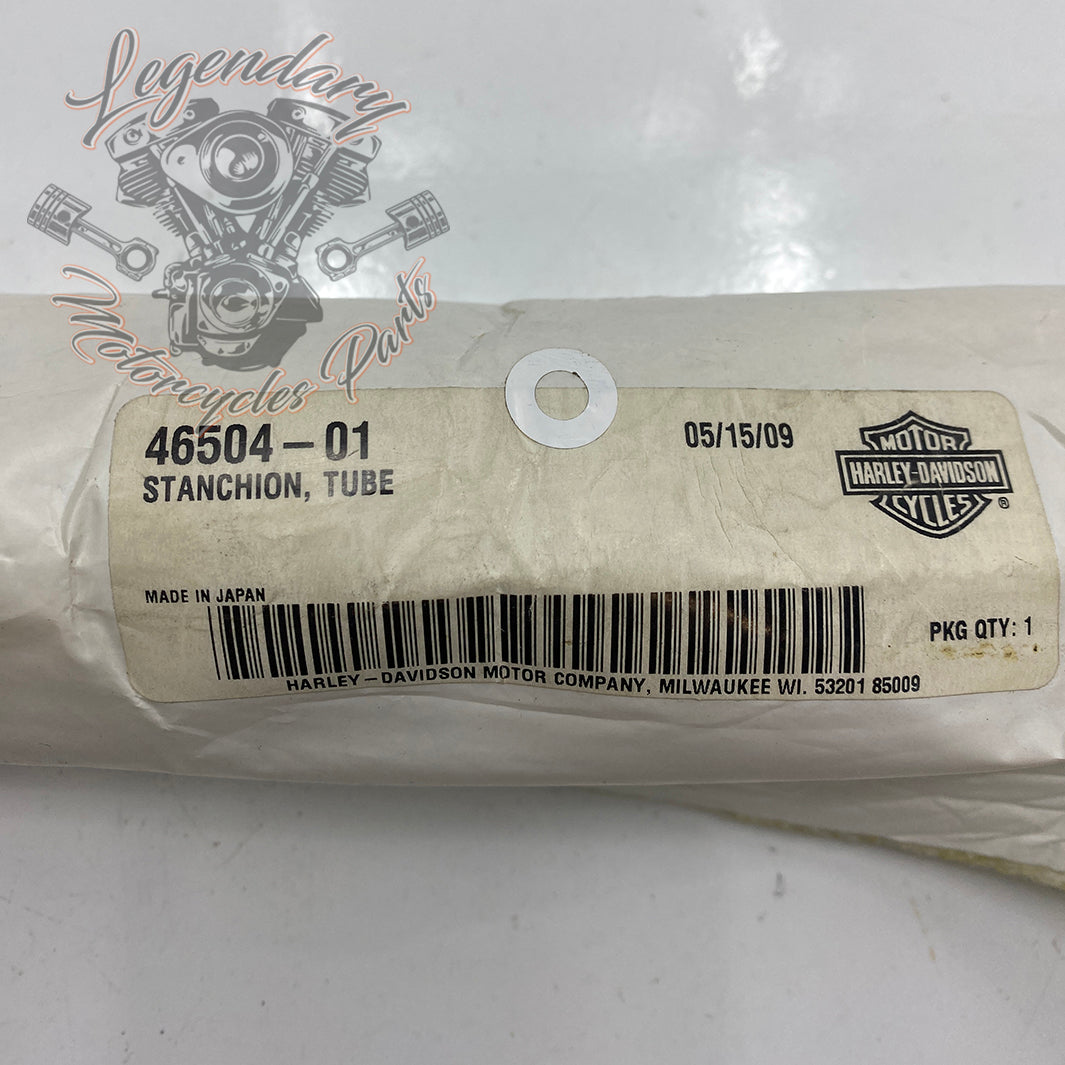 Legendary
Motorcycles Parts
46504-01
05/15/09
STANCHION, TUBE
MOTOR
HARLEY-DAVIDSON
CYCLES
®
MADE IN JAPAN
PKG QTY: 1
HARLEY-DAVIDSON MOTOR COMPANY, MILWAUKEE WI. 53201 85009